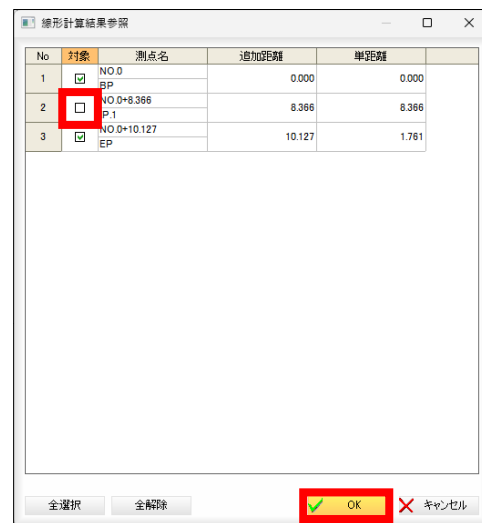 線形計算結果参照
No 対象 測点名 追加距離 単距離
1 NO.0 0.000 0.000
BP
2 NO.0+8.366 8.366 8.366
IP.1
3 NO.0+10.127 10.127 1.761
EP
全選択 全解除 OK キャンセル